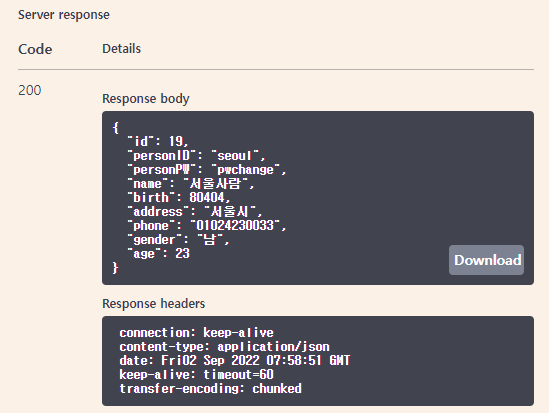 Server response
Code Details
200
Response body
{
"id": 19,
"personID": "seoul",
"personPW": "pwchange",
"name": "서울사람",
"birth": 80404,
"address": "서울시",
"phone": "01024230033",
"gender": "남",
"age": 23
}
Download
Response headers
connection: keep-alive
content-type: application/json
date: Fri02 Sep 2022 07:58:51 GMT
keep-alive: timeout=60
transfer-encoding: chunked